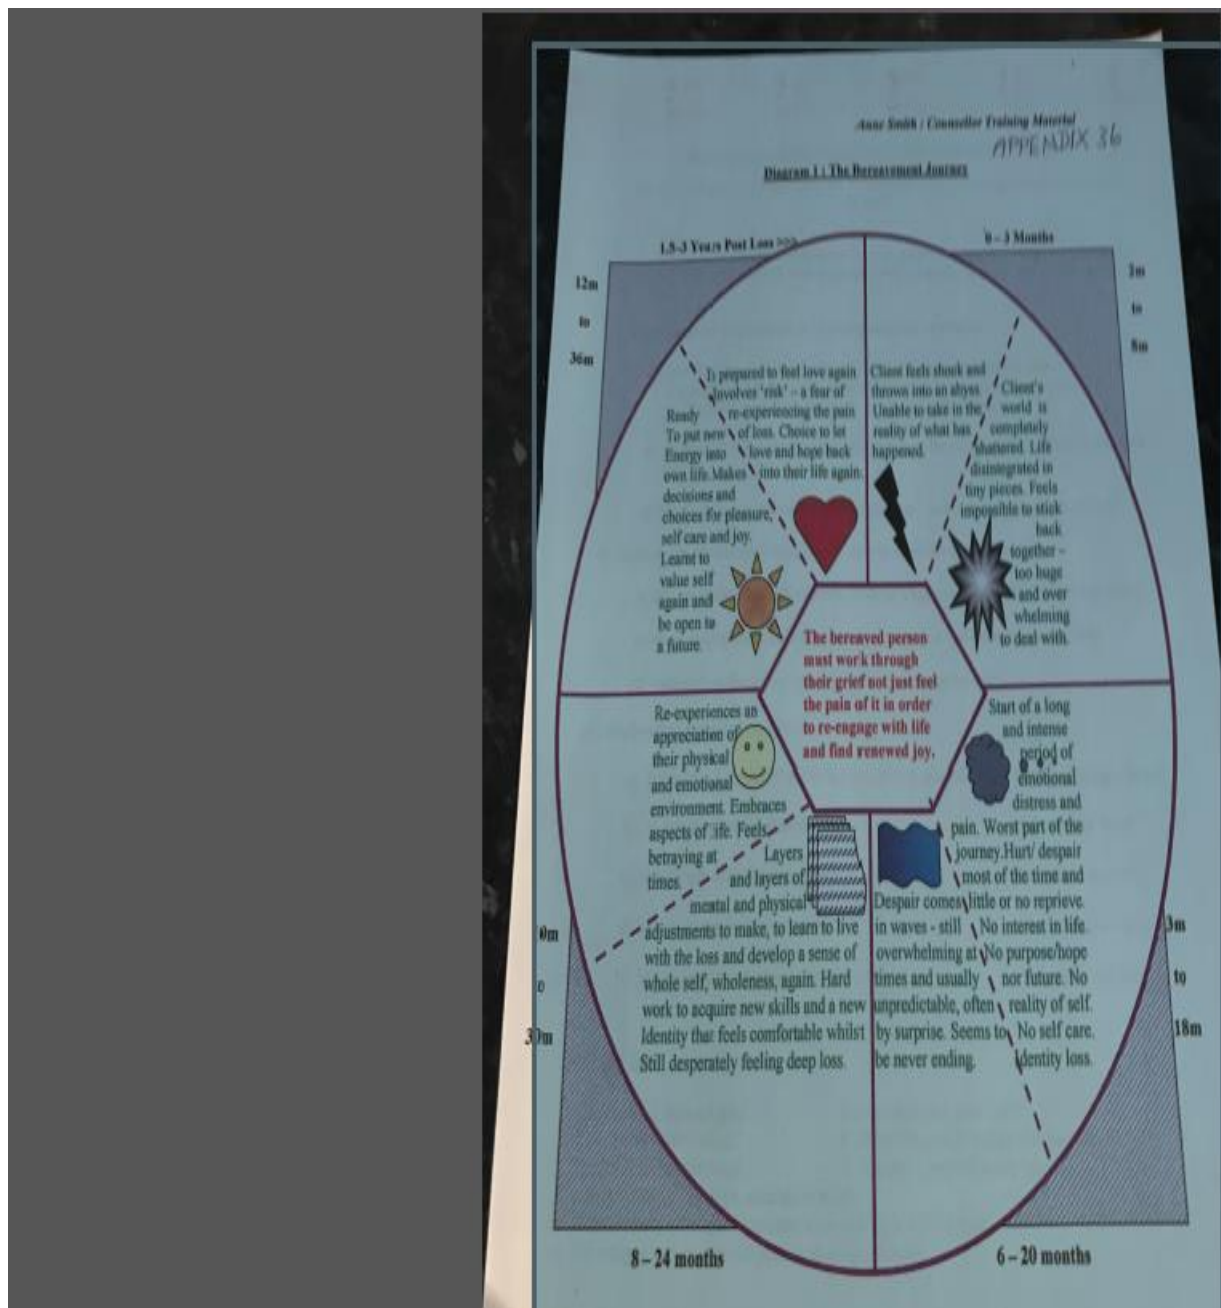 Anne Smith / Counsellor Training Material
APPENDIX 36
Diagram 1 : The Bereavement Journey
1.5-3 Years Post Loss >>>
0 – 3 Months
12m
to
36m
1m
to
8m
Client feels shock and
thrown into an abyss.
Unable to take in the
reality of what has
happened.
Client's
world is
completely
shattered. Life
disintegrated in
tiny pieces. Feels
impossible to stick
back
together –
too huge
and over
whelming
to deal with.
Start of a long
and intense
period of
emotional
distress and
pain. Worst part of the
journey.Hurt/ despair
most of the time and
little or no reprieve.
No interest in life.
No purpose/hope
nor future. No
reality of self.
No self care.
Identity loss.
Despair comes
in waves - still
overwhelming at
times and usually
unpredictable, often
by surprise. Seems to
be never ending.
Layers
and layers of
mental and physical
adjustments to make, to learn to live
with the loss and develop a sense of
whole self, wholeness, again. Hard
work to acquire new skills and a new
Identity that feels comfortable whilst
Still desperately feeling deep loss.
Re-experiences an
appreciation of
their physical
and emotional
environment. Embraces
aspects of life. Feels
betraying at
times.
Ready
To put new
Energy into
own life. Makes
decisions and
choices for pleasure,
self care and joy.
Learnt to
value self
again and
be open to
a future.
Is prepared to feel love again
Involves 'risk' – a fear of
re-experiencing the pain
of loss. Choice to let
love and hope back
into their life again.
The bereaved person
must work through
their grief not just feel
the pain of it in order
to re-engage with life
and find renewed joy.
3m
to
18m
8 – 24 months
6 – 20 months